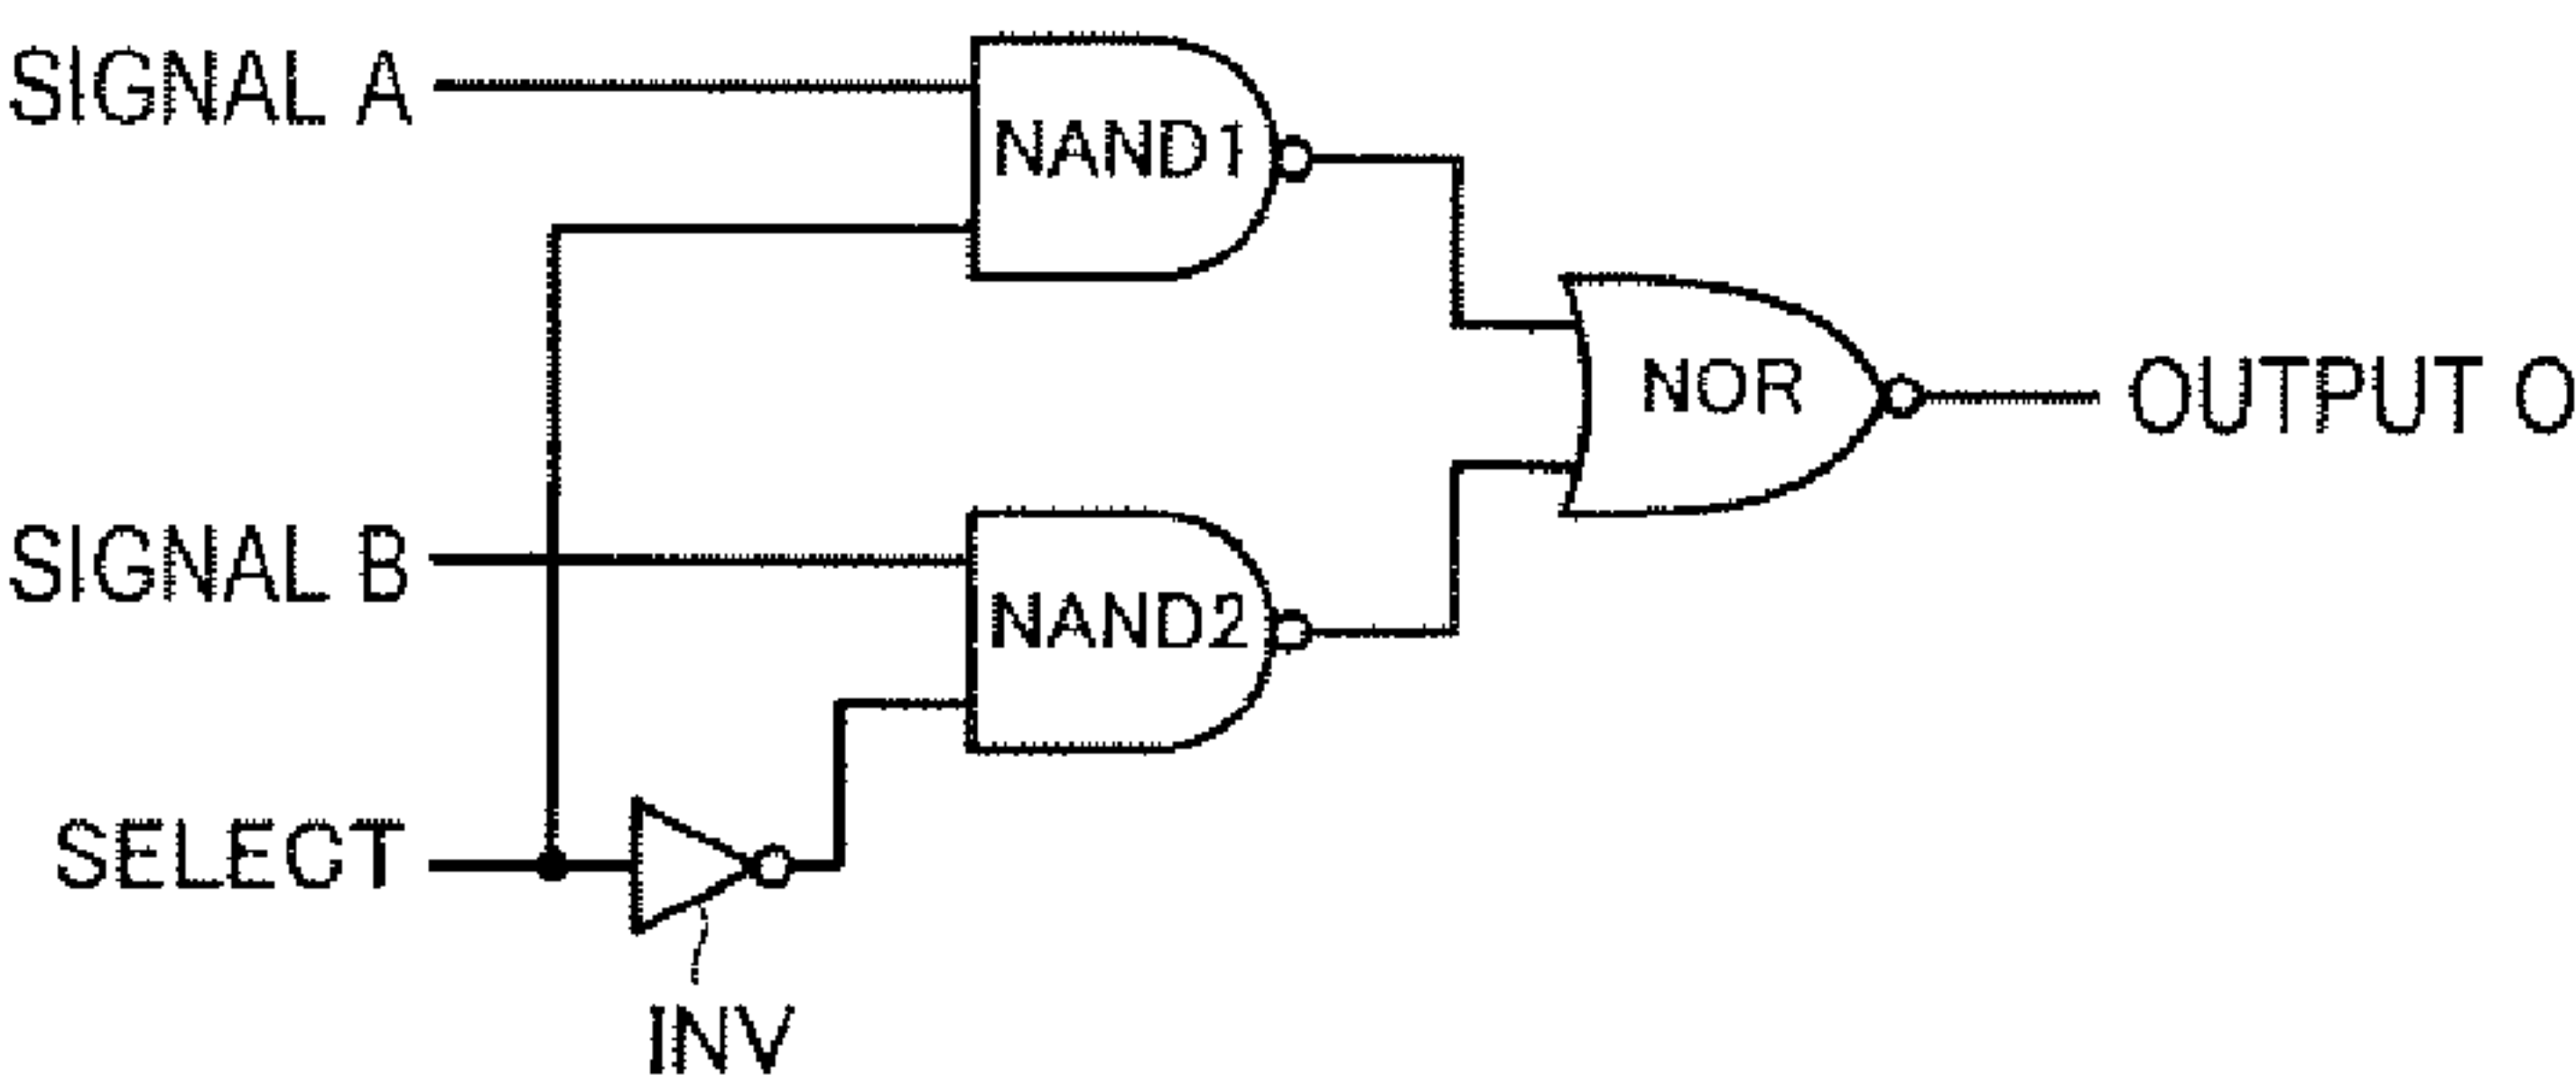 SIGNAL A
NAND1
NOR
OUTPUT O
SIGNAL B
NAND2
SELECT
INV